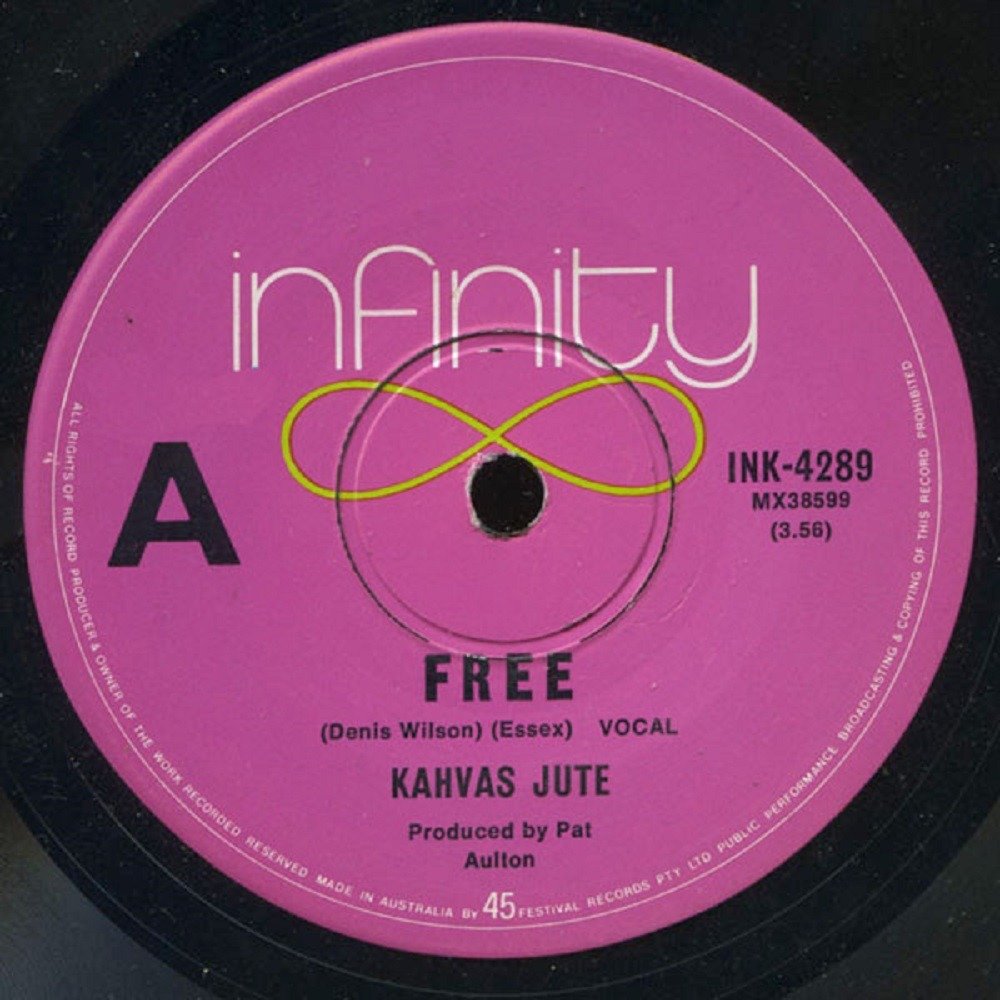 infinity
A
INK-4289
MX38599
(3.56)
FREE
(Denis Wilson) (Essex) VOCAL
KAHVAS JUTE
Produced by Pat
Aulton
45
ALL RIGHTS OF RECORD PRODUCER & OWNER OF THE WORK RECORDED RESERVED MADE IN AUSTRALIA BY FESTIVAL RECORDS PTY LTD PUBLIC PERFORMANCE BROADCASTING & COPYING OF THIS RECORD PROHIBITED